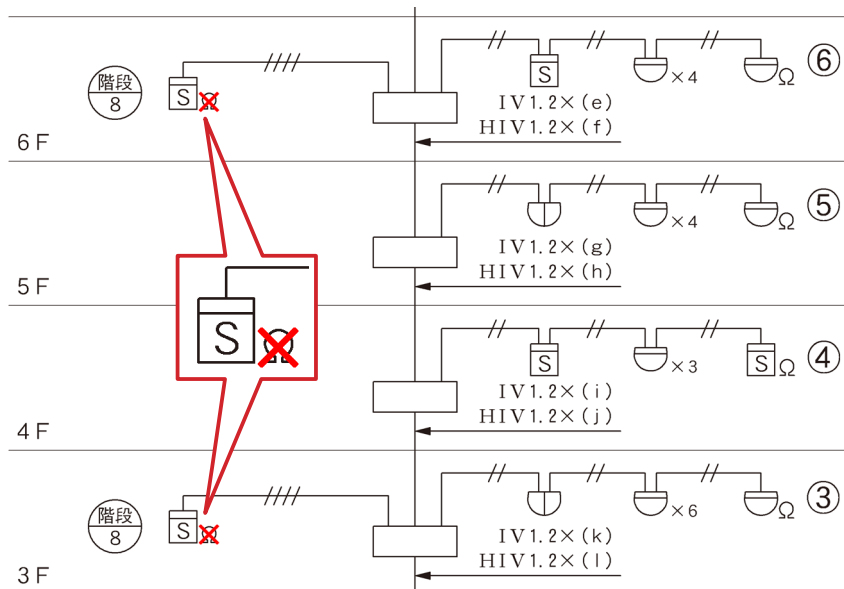 階段
8
S Ω
S
×4
Ω
⑥
IV1.2×(e)
HIV1.2×(f)
6F
×4
Ω
⑤
IV1.2×(g)
HIV1.2×(h)
5F
S Ω
S
×3
S Ω
④
IV1.2×(i)
HIV1.2×(j)
4F
階段
8
S Ω
×6
Ω
③
IV1.2×(k)
HIV1.2×(l)
3F